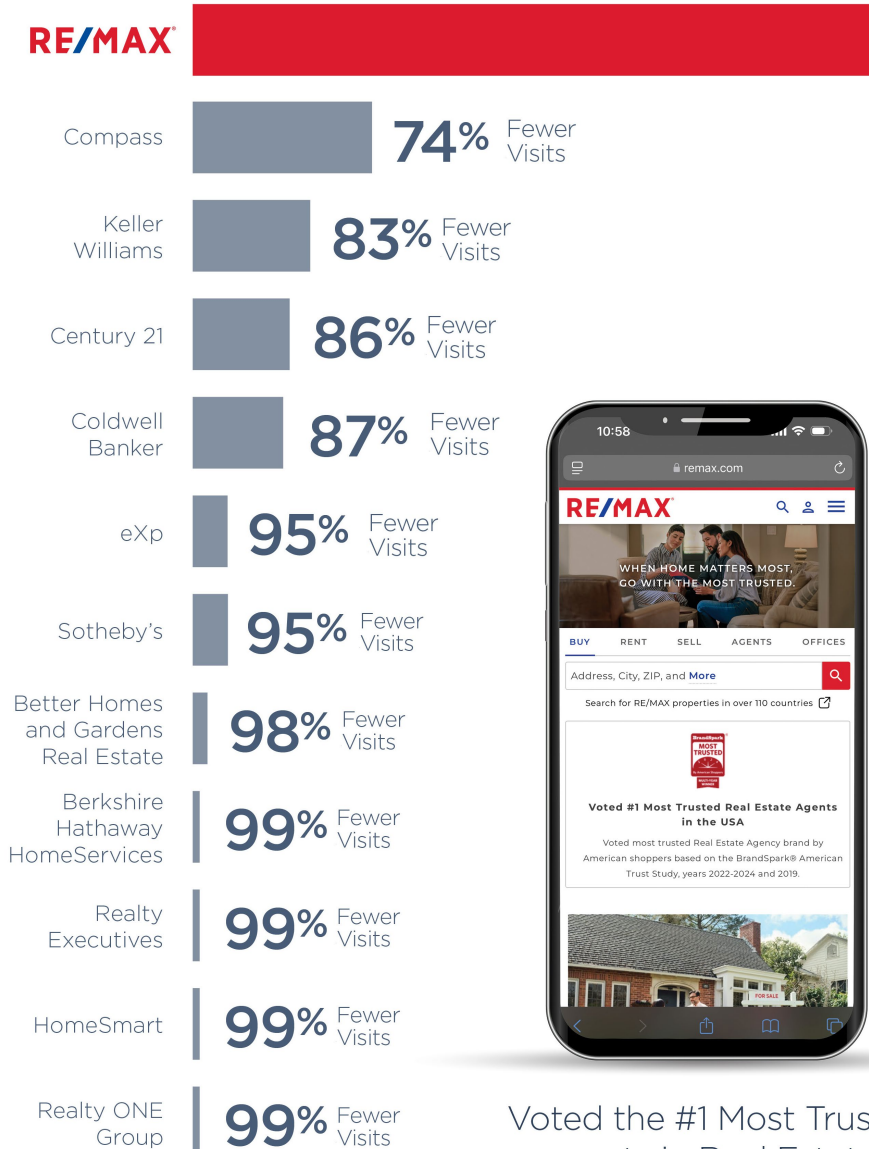 RE/MAX®
Compass
74% Fewer
Visits
Keller
Williams
83% Fewer
Visits
Century 21
86% Fewer
Visits
Coldwell
Banker
87% Fewer
Visits
eXp
95% Fewer
Visits
Sotheby's
95% Fewer
Visits
Better Homes
and Gardens
Real Estate
98% Fewer
Visits
Berkshire
Hathaway
HomeServices
99% Fewer
Visits
Realty
Executives
99% Fewer
Visits
HomeSmart
99% Fewer
Visits
Realty ONE
Group
99% Fewer
Visits
10:58
remax.com
RE/MAX®
WHEN HOME MATTERS MOST,
GO WITH THE MOST TRUSTED.
BUY RENT SELL AGENTS OFFICES
Address, City, ZIP, and More
Search for RE/MAX properties in over 110 countries
BrandSpark
MOST
TRUSTED
Voted #1 Most Trusted Real Estate Agents
in the USA
Voted most trusted Real Estate Agency brand by
American shoppers based on the BrandSpark® American
Trust Study, years 2022-2024 and 2019.
FOR SALE
Voted the #1 Most Trus